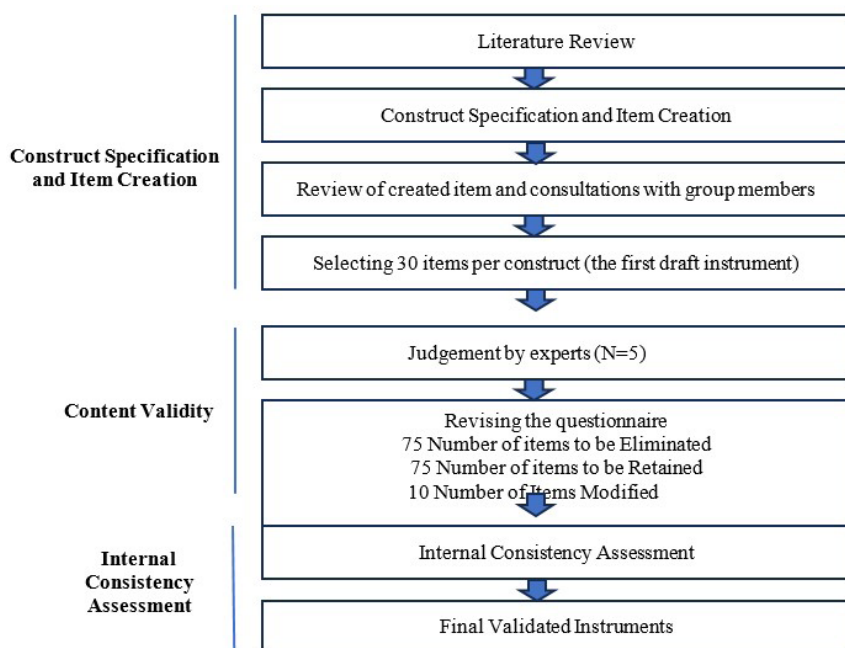 Literature Review
Construct Specification and Item Creation
Construct Specification
and Item Creation
Review of created item and consultations with group members
Selecting 30 items per construct (the first draft instrument)
Judgement by experts (N=5)
Content Validity
Revising the questionnaire
75 Number of items to be Eliminated
75 Number of items to be Retained
10 Number of Items Modified
Internal
Consistency
Assessment
Internal Consistency Assessment
Final Validated Instruments